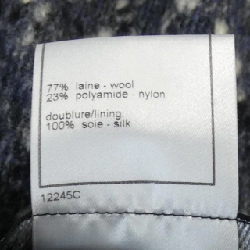 77% laine - wool
23% polyamide - nylon
doublure/lining
100% soie - silk
12245C